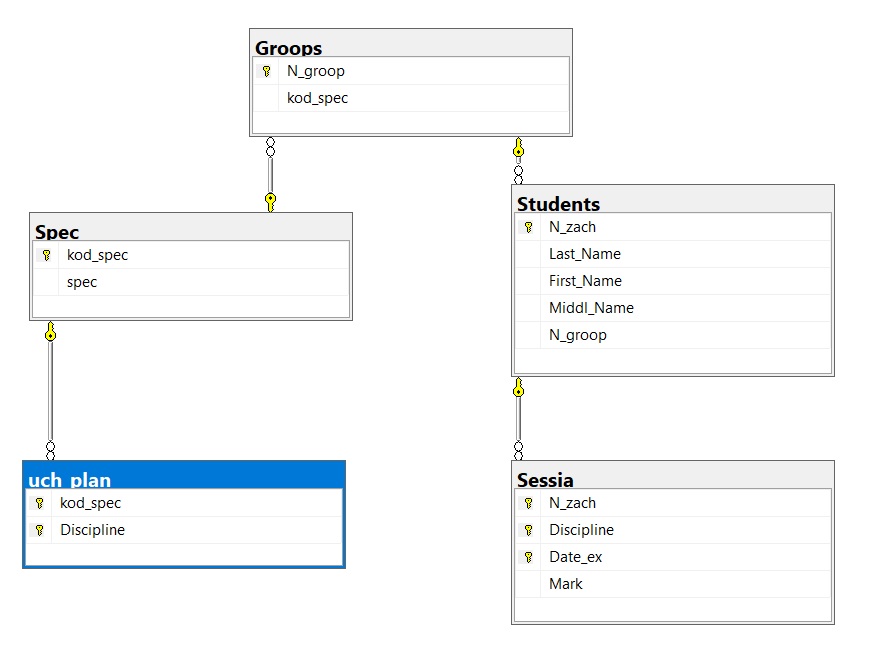 Groops
N_groop
kod_spec
Spec
kod_spec
spec
Students
N_zach
Last_Name
First_Name
Middl_Name
N_groop
uch_plan
kod_spec
Discipline
Sessia
N_zach
Discipline
Date_ex
Mark